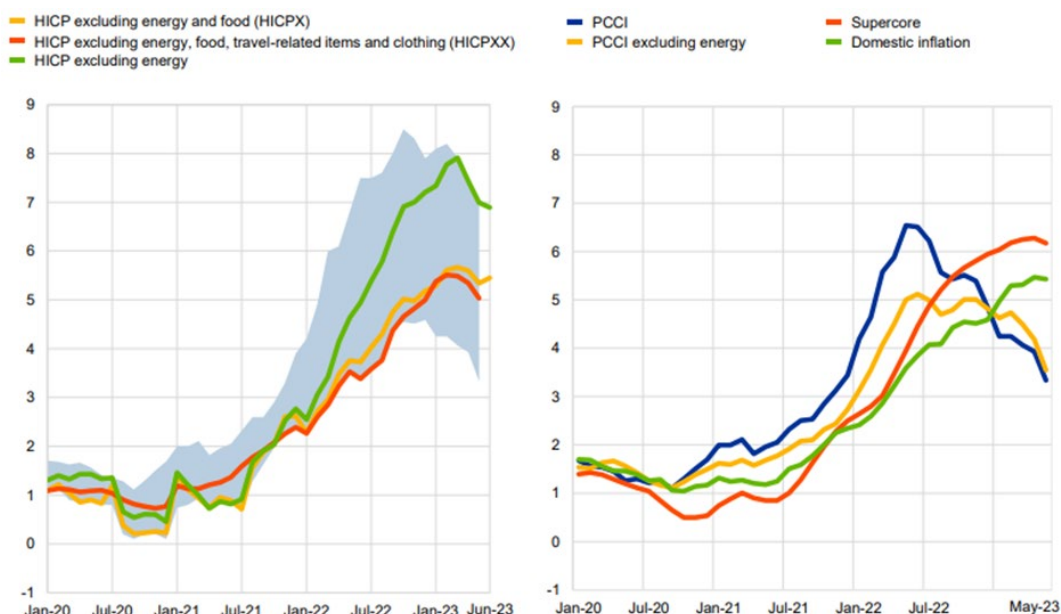 HICP excluding energy and food (HICPX)
HICP excluding energy, food, travel-related items and clothing (HICPXX)
HICP excluding energy
9
8
7
6
5
4
3
2
1
0
-1
Jan-20 Jul-20 Jan-21 Jul-21 Jan-22 Jul-22 Jan-23 Jun-23
PCCI
PCCI excluding energy
Supercore
Domestic inflation
9
8
7
6
5
4
3
2
1
0
-1
Jan-20 Jul-20 Jan-21 Jul-21 Jan-22 Jul-22 May-23